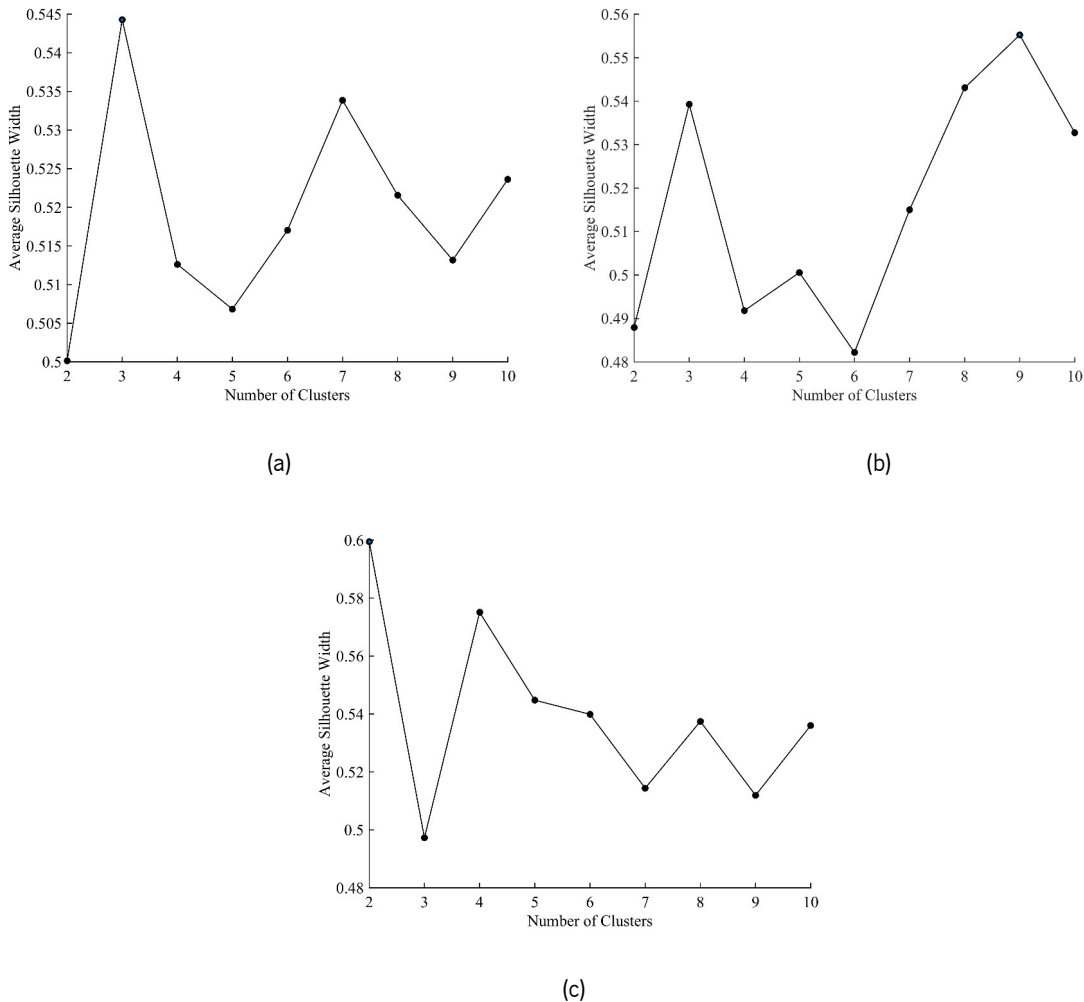 0.545
0.54
0.535
0.53
0.525
0.52
0.515
0.51
0.505
0.5
Average Silhouette Width
2 3 4 5 6 7 8 9 10
Number of Clusters
(a)
0.56
0.55
0.54
0.53
0.52
0.51
0.5
0.49
0.48
Average Silhouette Width
2 3 4 5 6 7 8 9 10
Number of Clusters
(b)
0.6
0.58
0.56
0.54
0.52
0.5
0.48
Average Silhouette Width
2 3 4 5 6 7 8 9 10
Number of Clusters
(c)